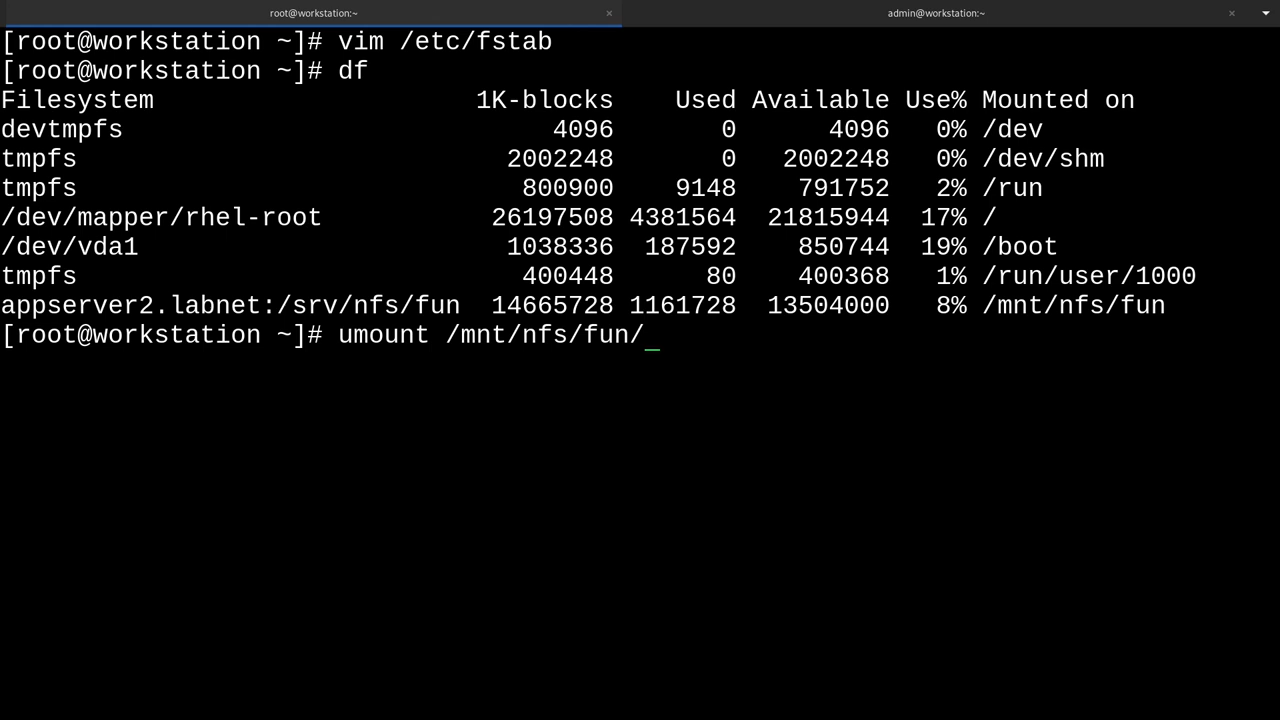 root@workstation:~ × admin@workstation:~ ×
[root@workstation ~]# vim /etc/fstab
[root@workstation ~]# df
Filesystem                     1K-blocks    Used Available Use% Mounted on
devtmpfs                            4096       0      4096   0% /dev
tmpfs                            2002248       0   2002248   0% /dev/shm
tmpfs                             800900    9148    791752   2% /run
/dev/mapper/rhel-root           26197508 4381564  21815944  17% /
/dev/vda1                        1038336  187592    850744  19% /boot
tmpfs                             400448      80    400368   1% /run/user/1000
appserver2.labnet:/srv/nfs/fun  14665728 1161728  13504000   8% /mnt/nfs/fun
[root@workstation ~]# umount /mnt/nfs/fun/